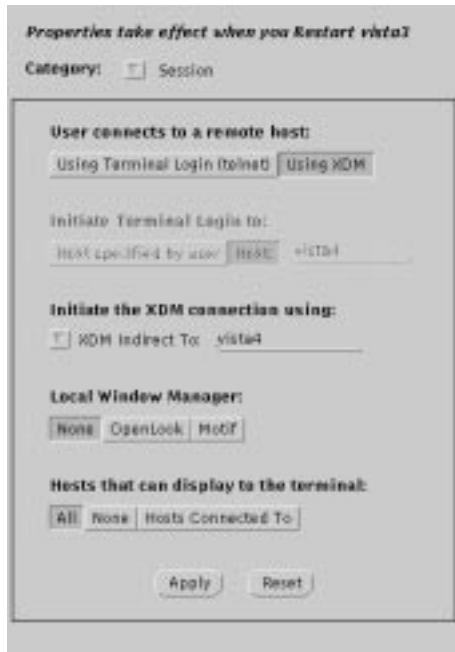 Properties take effect when you Restart vista3
Category: Session
User connects to a remote host:
Using Terminal Login (telnet) Using XDM
Initiate Terminal Login to:
Host specified by user Host: vista4
Initiate the XDM connection using:
XDM Indirect To: vista4
Local Window Manager:
None OpenLook Motif
Hosts that can display to the terminal:
All None Hosts Connected To
Apply Reset